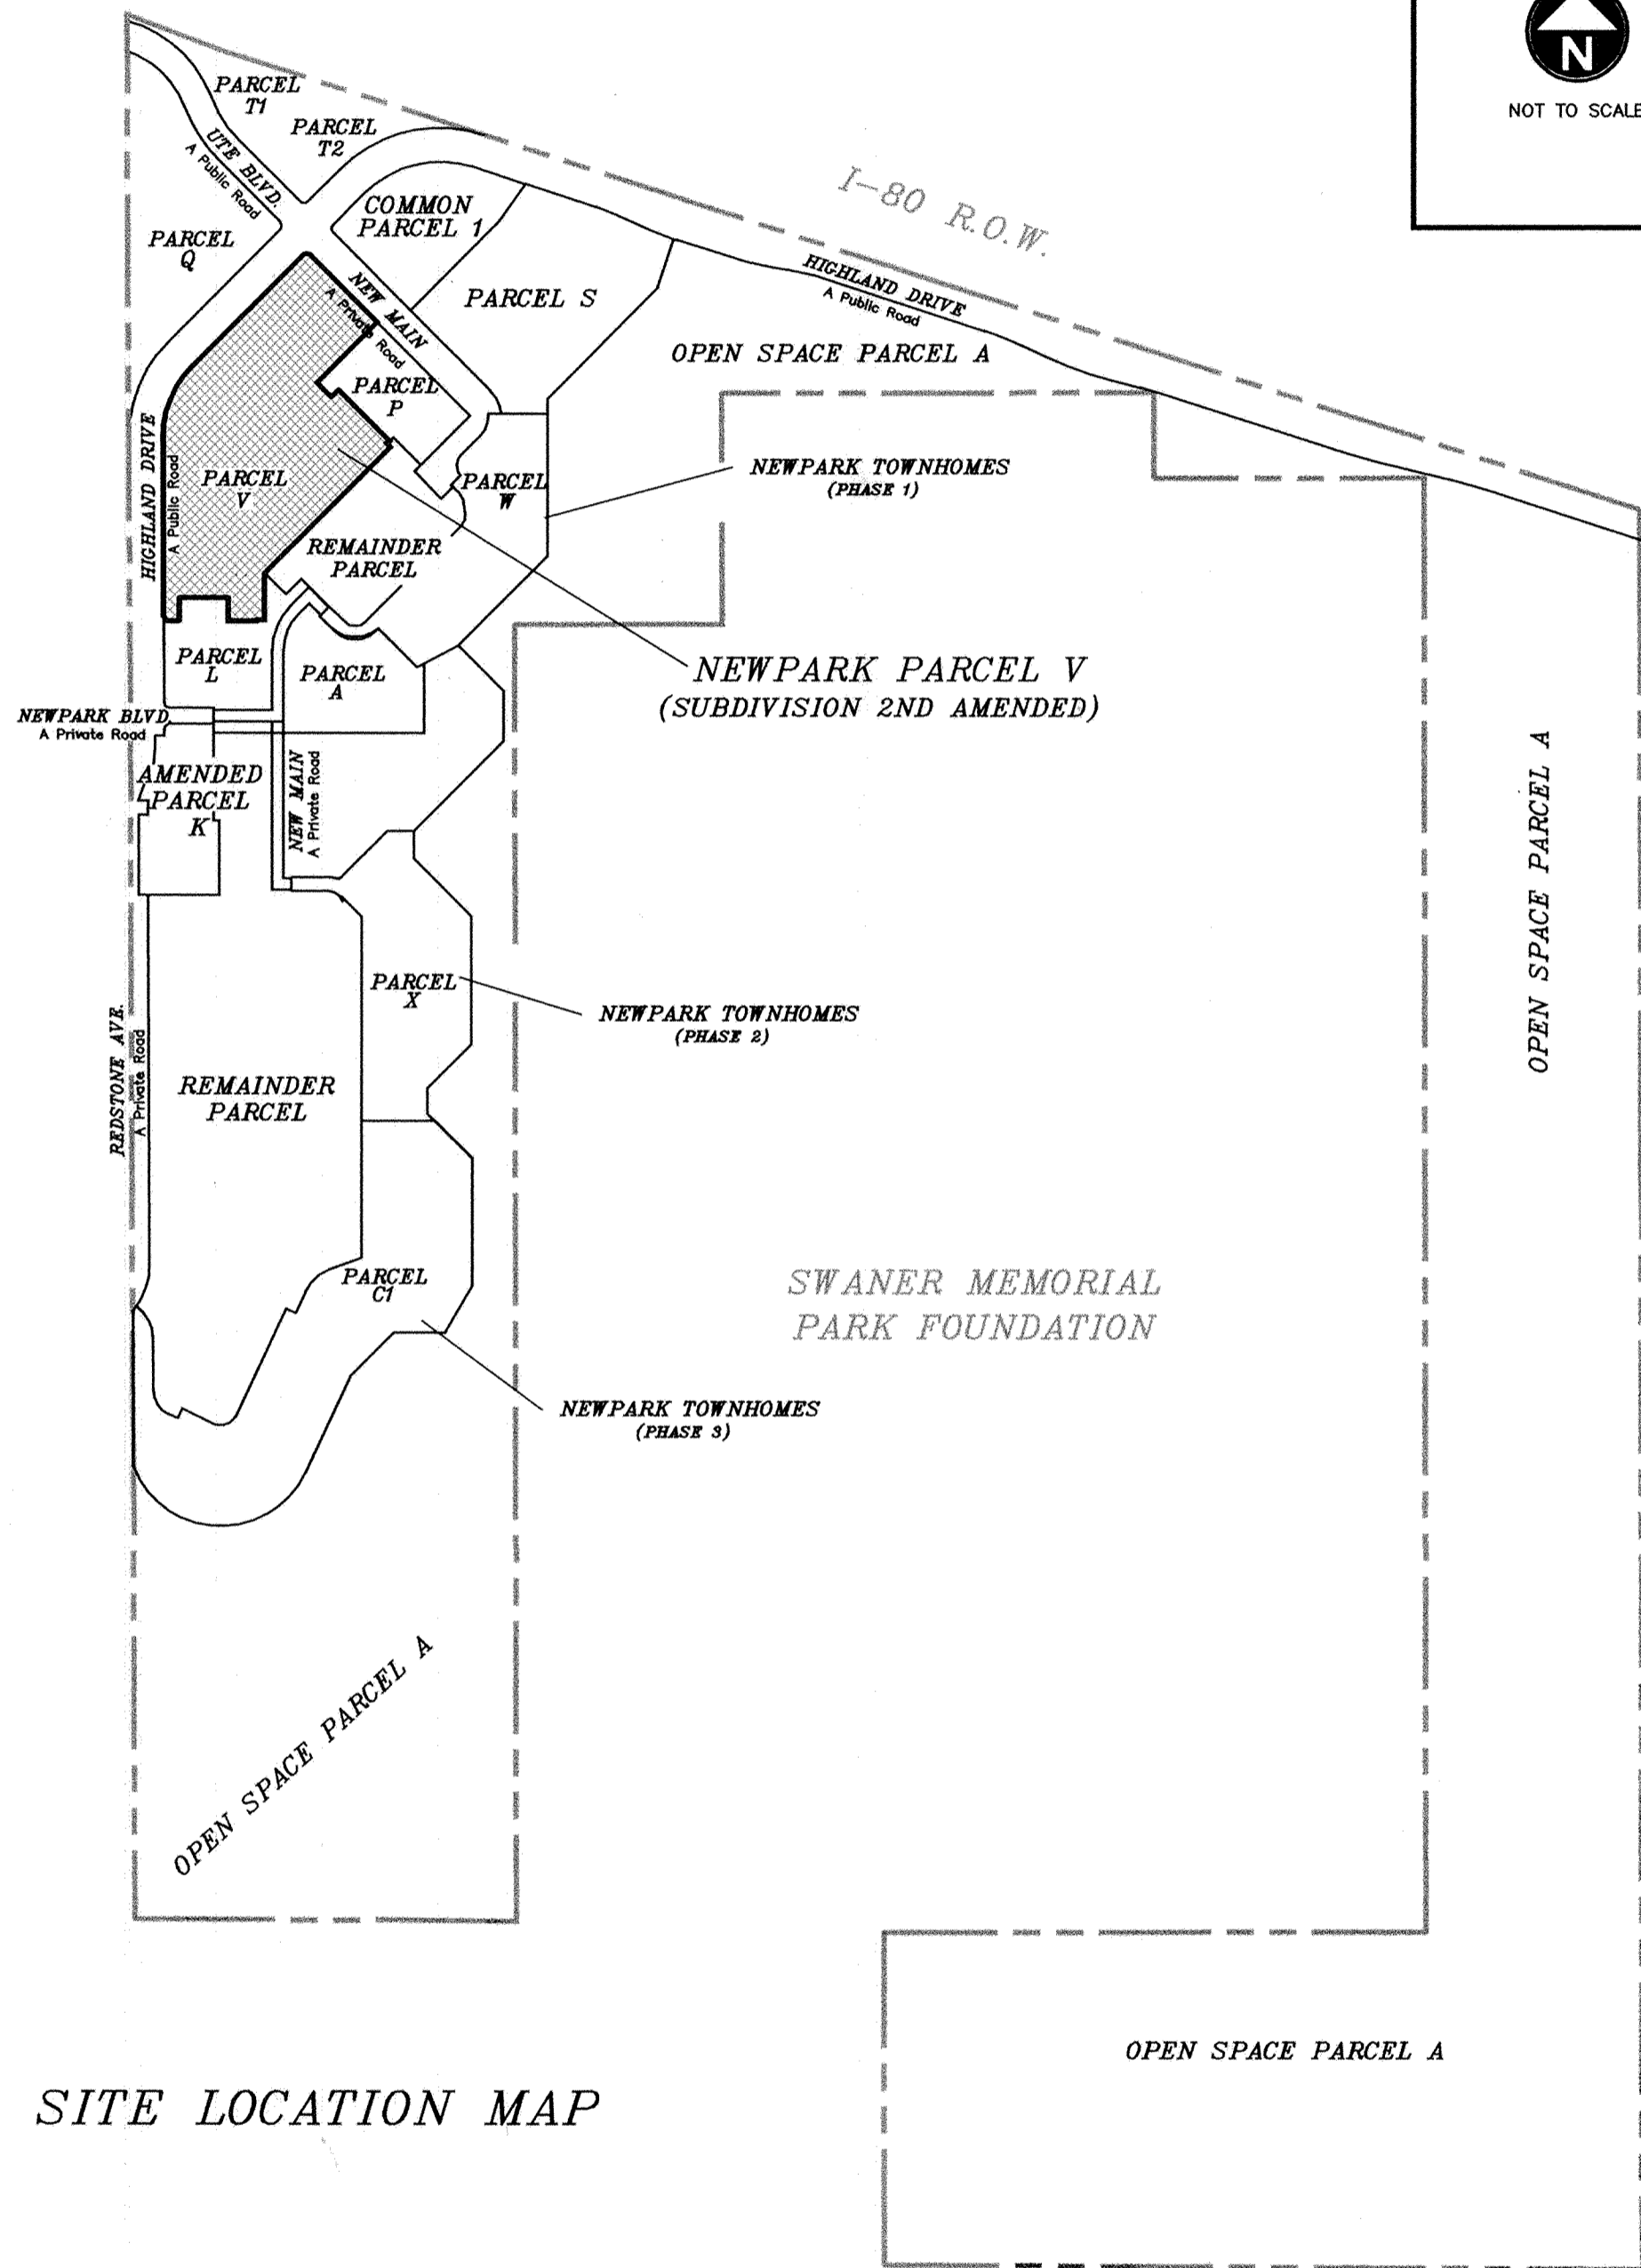 N
NOT TO SCALE
PARCEL
T1
PARCEL
T2
UTE BLVD.
A Public Road
COMMON
PARCEL 1
I-80 R.O.W.
PARCEL
Q
HIGHLAND DRIVE
A Public Road
NEW MAIN
A Private Road
PARCEL S
OPEN SPACE PARCEL A
PARCEL
P
HIGHLAND DRIVE
A Public Road
PARCEL
V
PARCEL
W
NEWPARK TOWNHOMES
(PHASE 1)
REMAINDER
PARCEL
PARCEL
L
PARCEL
A
NEWPARK PARCEL V
(SUBDIVISION 2ND AMENDED)
NEWPARK BLVD
A Private Road
AMENDED
PARCEL
K
NEW MAIN
A Private Road
OPEN SPACE PARCEL A
PARCEL
X
NEWPARK TOWNHOMES
(PHASE 2)
REDSTONE AVE.
A Private Road
REMAINDER
PARCEL
PARCEL
C1
SWANER MEMORIAL
PARK FOUNDATION
NEWPARK TOWNHOMES
(PHASE 3)
OPEN SPACE PARCEL A
OPEN SPACE PARCEL A
SITE LOCATION MAP